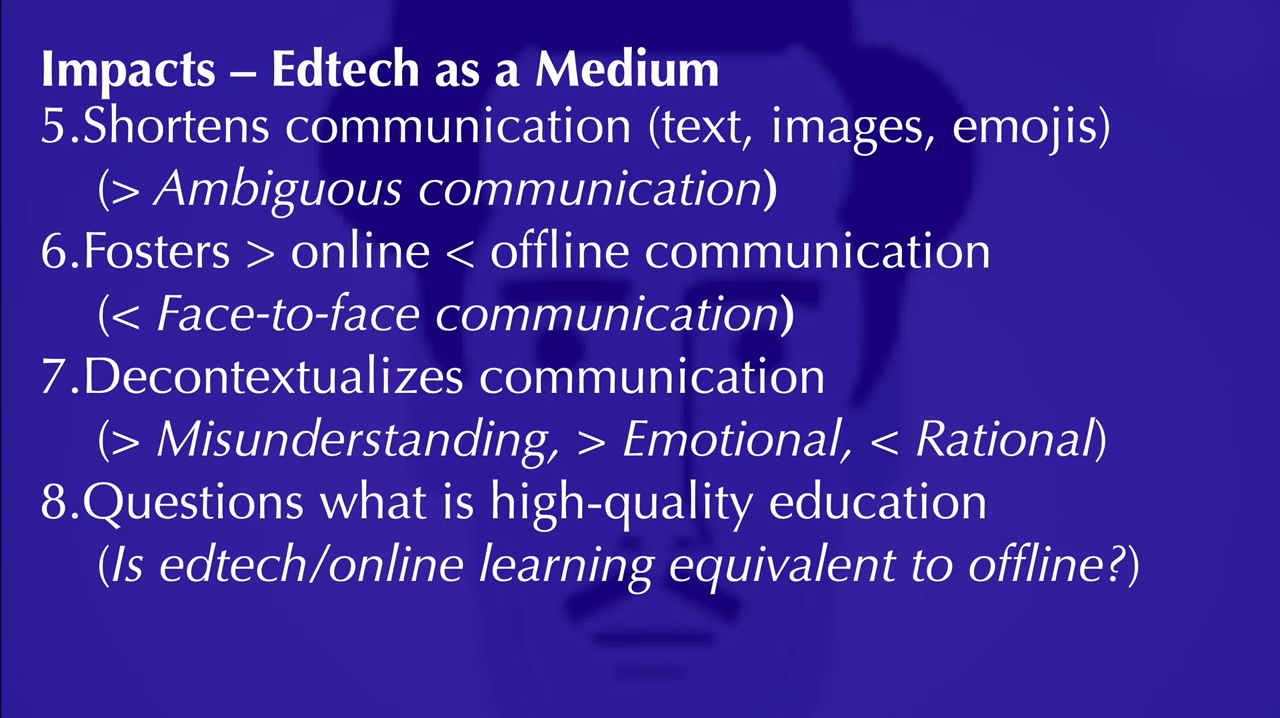 Impacts – Edtech as a Medium
5.Shortens communication (text, images, emojis)
(> Ambiguous communication)
6.Fosters > online < offline communication
(< Face-to-face communication)
7.Decontextualizes communication
(> Misunderstanding, > Emotional, < Rational)
8.Questions what is high-quality education
(Is edtech/online learning equivalent to offline?)